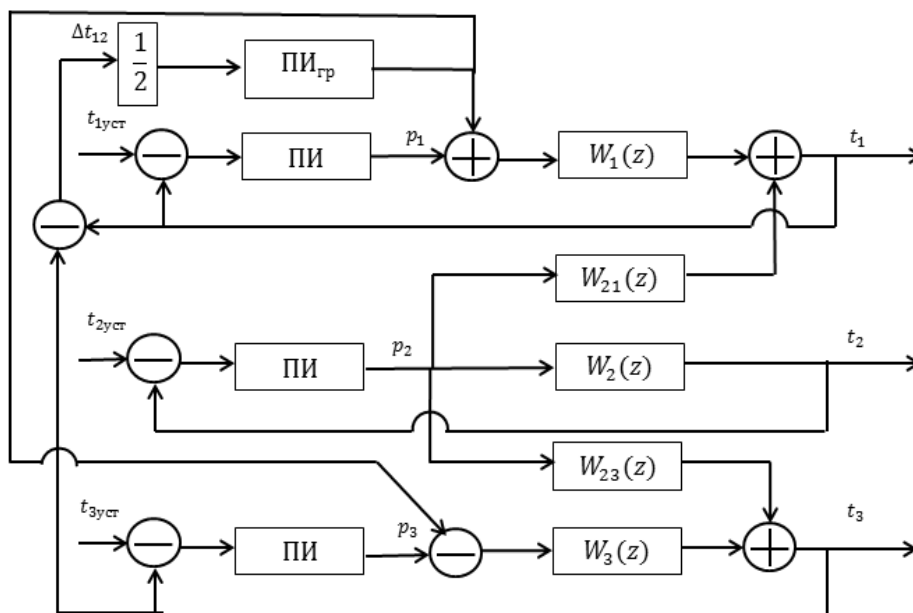 Δt₁₂
1/2
ПИгр
t₁уст
ПИ
p₁
W₁(z)
t₁
W₂₁(z)
t₂уст
ПИ
p₂
W₂(z)
t₂
W₂₃(z)
t₃уст
ПИ
p₃
W₃(z)
t₃